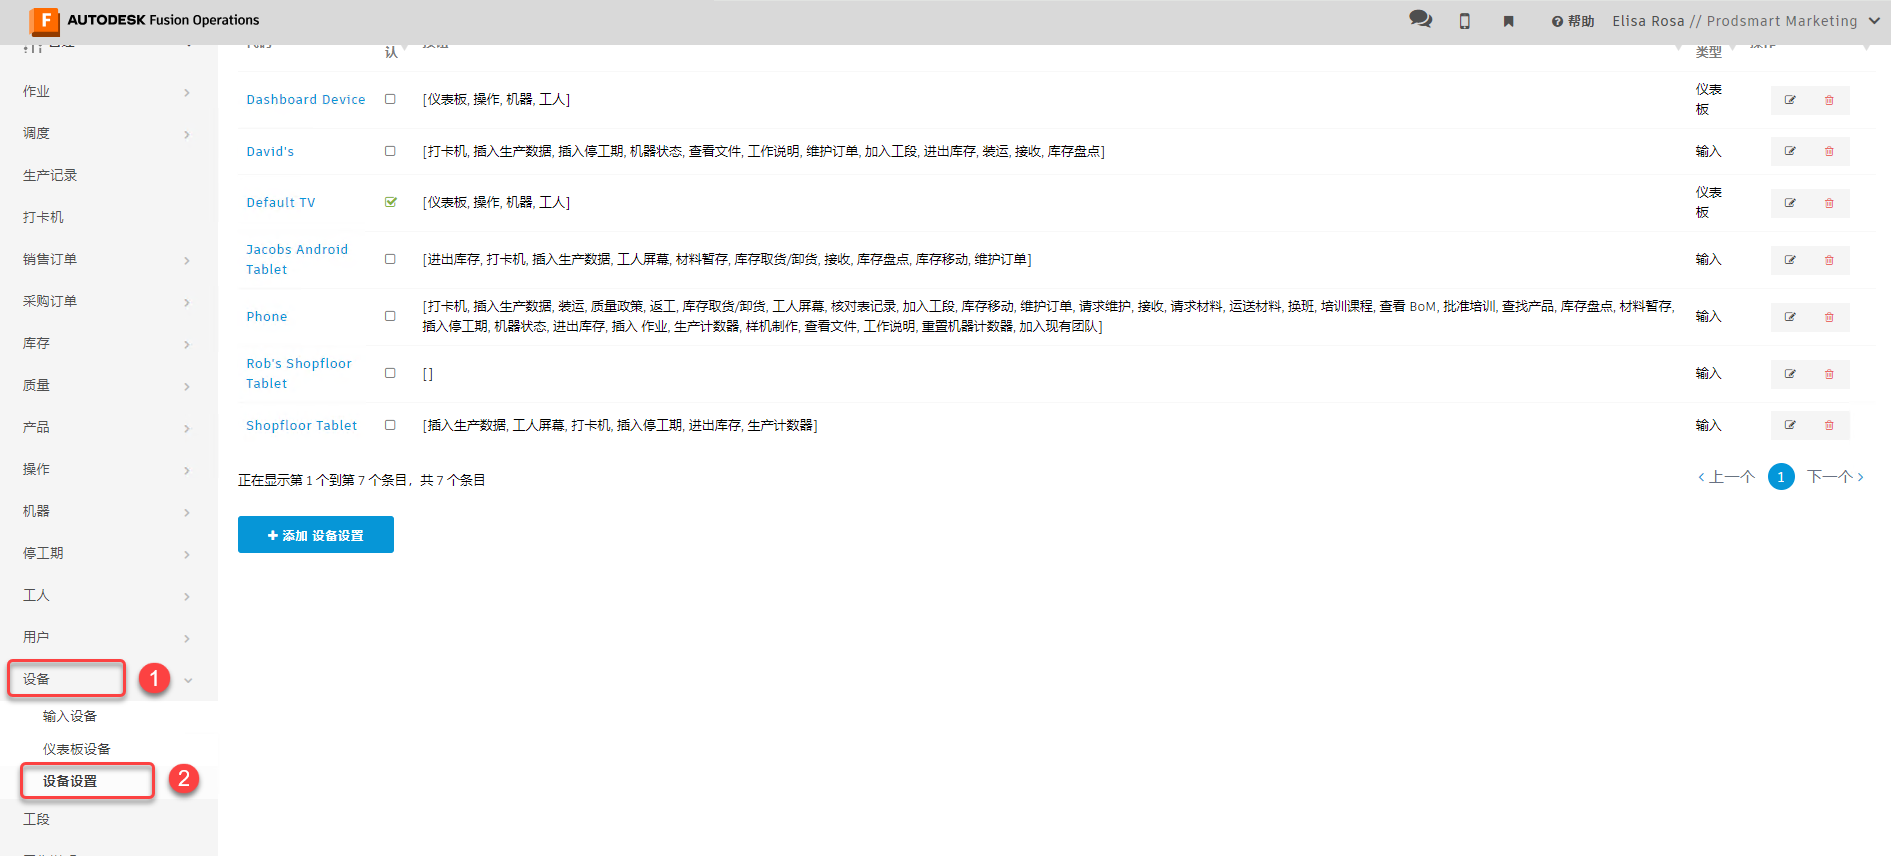 F AUTODESK Fusion Operations
帮助 Elisa Rosa // Prodsmart Marketing
认
类型
作业
调度
生产记录
打卡机
销售订单
采购订单
库存
质量
产品
操作
机器
停工期
工人
用户
设备 1
输入设备
仪表板设备
设备设置 2
工段
Dashboard Device [仪表板, 操作, 机器, 工人] 仪表
板
David's [打卡机, 插入生产数据, 插入停工期, 机器状态, 查看文件, 工作说明, 维护订单, 加入工段, 进出库存, 装运, 接收, 库存盘点] 输入
Default TV [仪表板, 操作, 机器, 工人] 仪表
板
Jacobs Android
Tablet [进出库存, 打卡机, 插入生产数据, 工人屏幕, 材料暂存, 库存取货/卸货, 接收, 库存盘点, 库存移动, 维护订单] 输入
Phone [打卡机, 插入生产数据, 装运, 质量政策, 返工, 库存取货/卸货, 工人屏幕, 核对表记录, 加入工段, 库存移动, 维护订单, 请求维护, 接收, 请求材料, 运送材料, 换班, 培训课程, 查看 BoM, 批准培训, 查找产品, 库存盘点, 材料暂存,
插入停工期, 机器状态, 进出库存, 插入 作业, 生产计数器, 样机制作, 查看文件, 工作说明, 重置机器计数器, 加入现有团队] 输入
Rob's Shopfloor
Tablet [] 输入
Shopfloor Tablet [插入生产数据, 工人屏幕, 打卡机, 插入停工期, 进出库存, 生产计数器] 输入
正在显示第 1 个到第 7 个条目，共 7 个条目
上一个 1 下一个
添加 设备设置